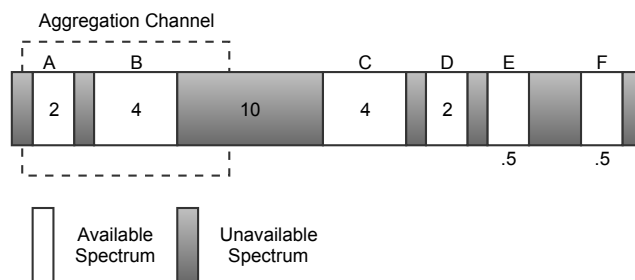 Aggregation Channel
A B C D E F
2 4 10 4 2
.5 .5
Available Spectrum
Unavailable Spectrum